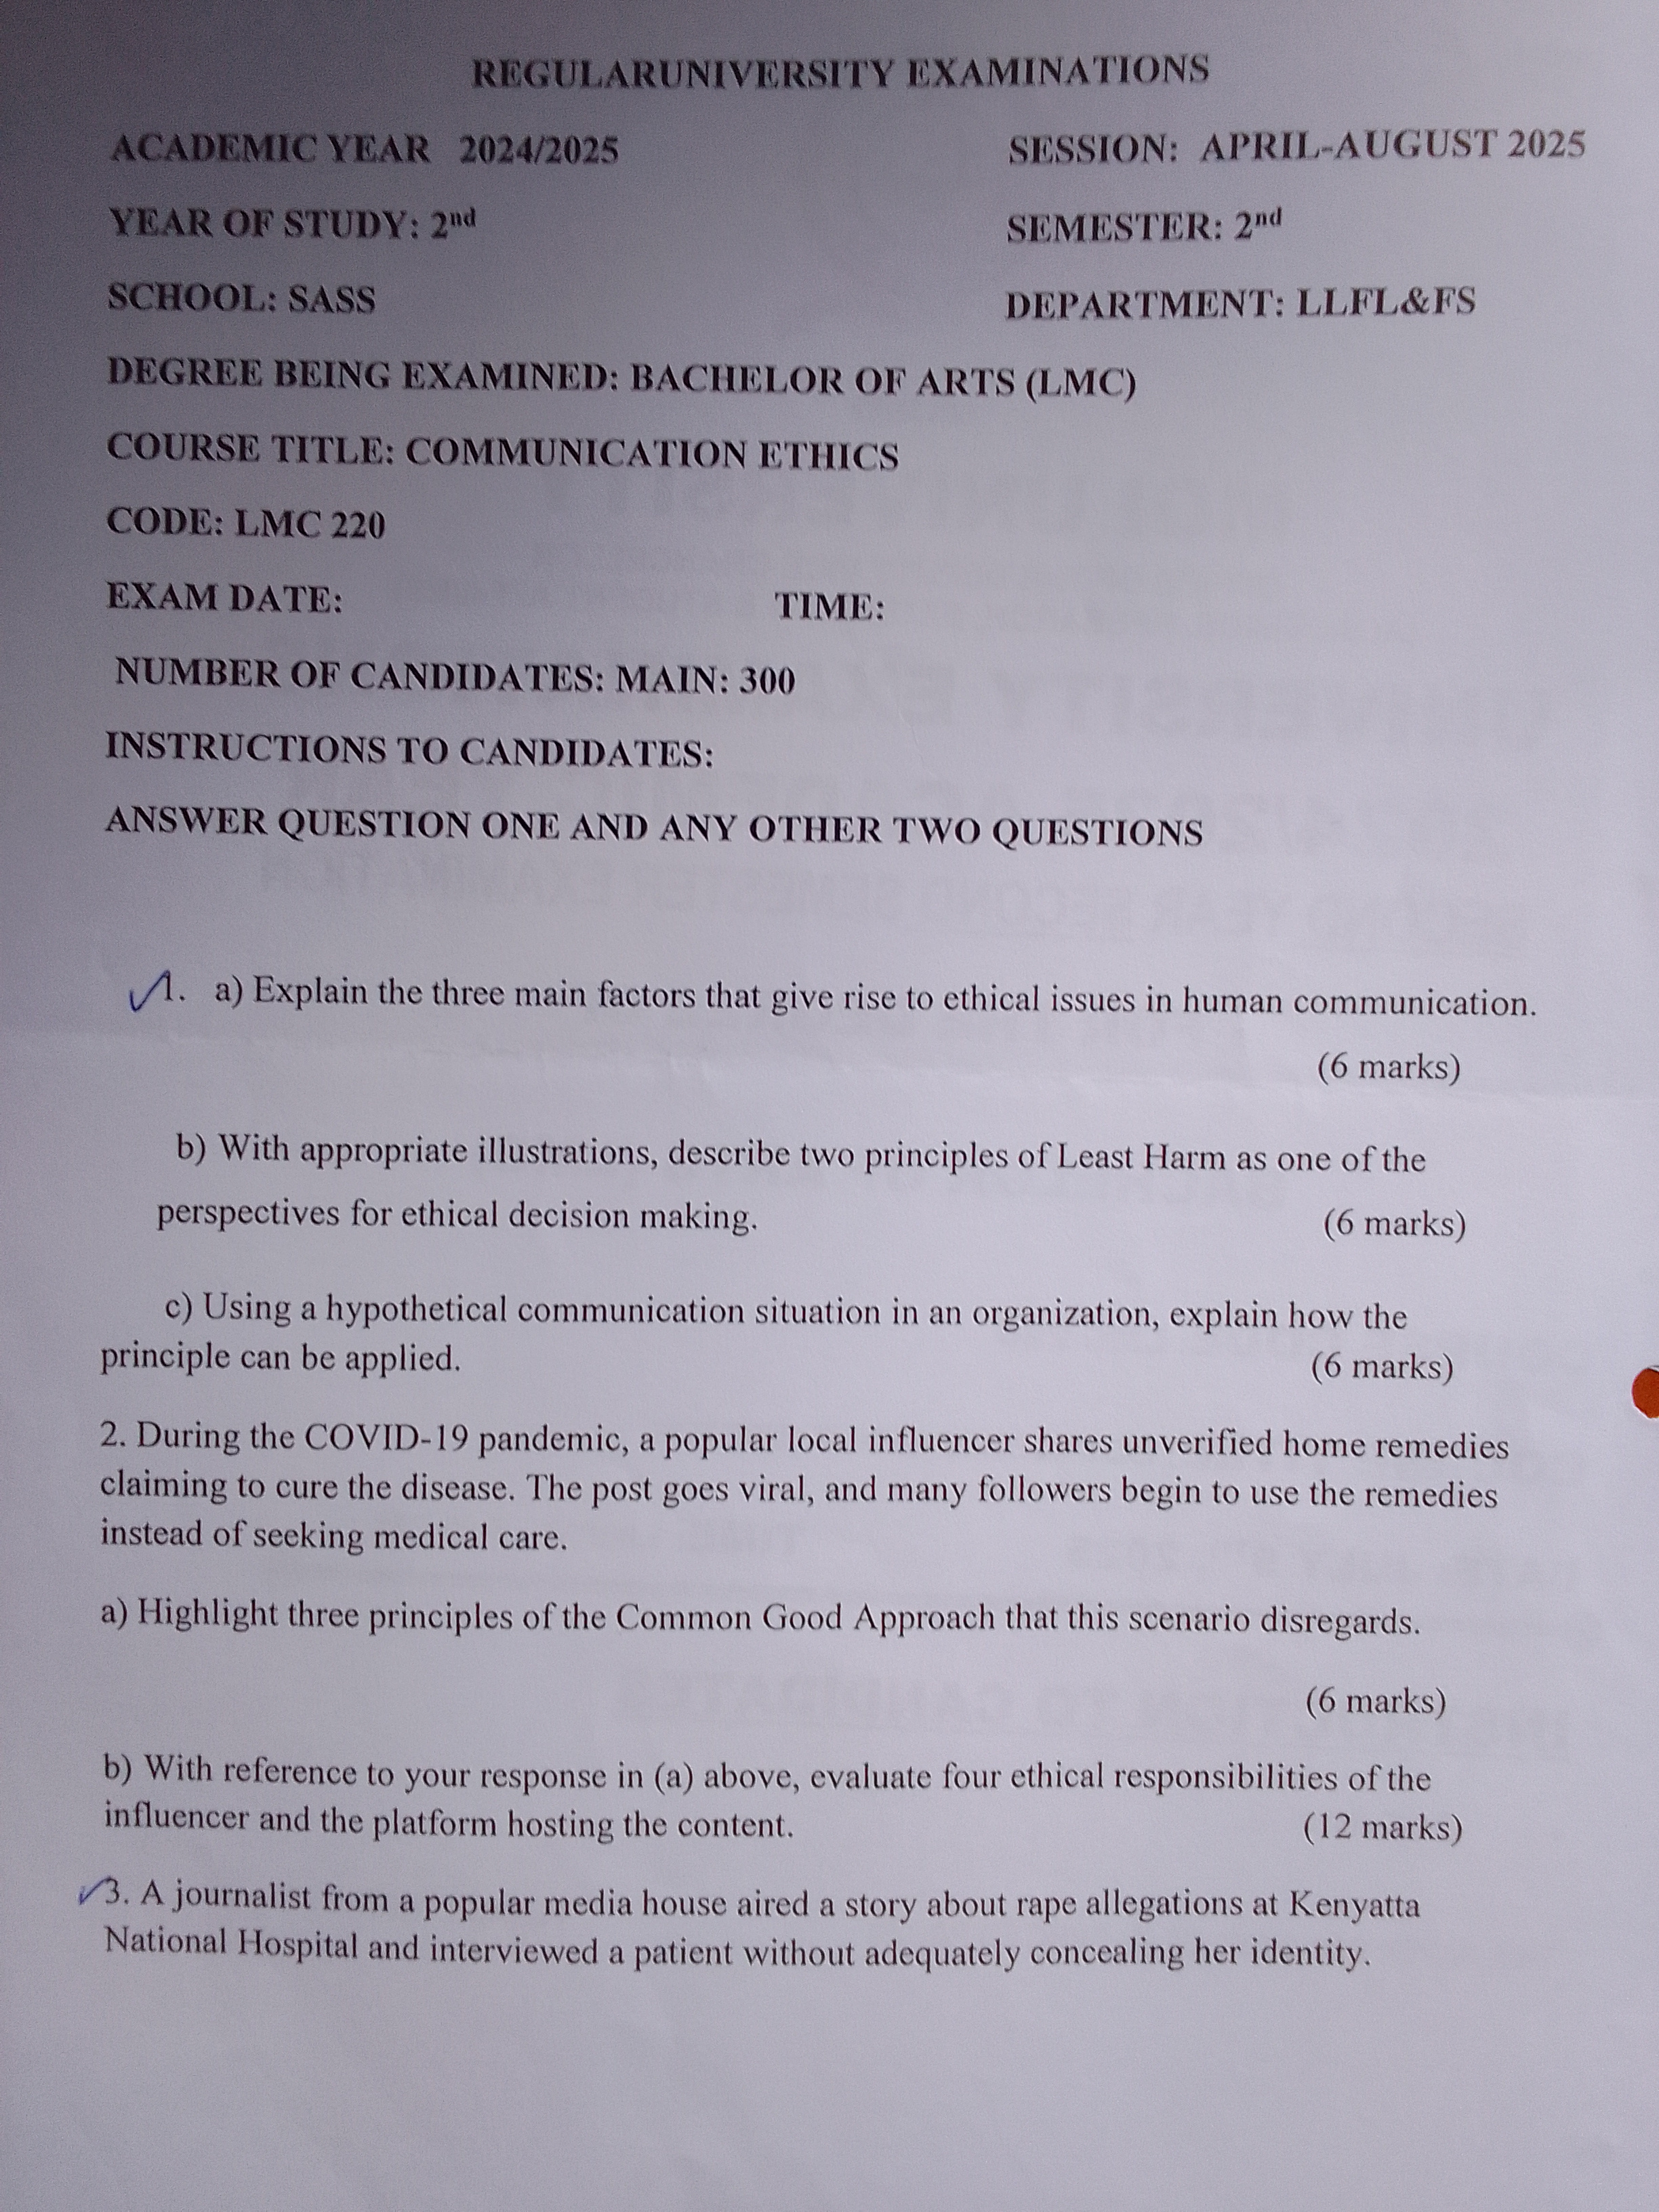 REGULARUNIVERSITY EXAMINATIONS
ACADEMIC YEAR 2024/2025 SESSION: APRIL-AUGUST 2025
YEAR OF STUDY: 2nd SEMESTER: 2nd
SCHOOL: SASS DEPARTMENT: LLFL&FS
DEGREE BEING EXAMINED: BACHELOR OF ARTS (LMC)
COURSE TITLE: COMMUNICATION ETHICS
CODE: LMC 220
EXAM DATE: TIME:
NUMBER OF CANDIDATES: MAIN: 300
INSTRUCTIONS TO CANDIDATES:
ANSWER QUESTION ONE AND ANY OTHER TWO QUESTIONS
1. a) Explain the three main factors that give rise to ethical issues in human communication.
(6 marks)
b) With appropriate illustrations, describe two principles of Least Harm as one of the
perspectives for ethical decision making. (6 marks)
c) Using a hypothetical communication situation in an organization, explain how the
principle can be applied. (6 marks)
2. During the COVID-19 pandemic, a popular local influencer shares unverified home remedies
claiming to cure the disease. The post goes viral, and many followers begin to use the remedies
instead of seeking medical care.
a) Highlight three principles of the Common Good Approach that this scenario disregards.
(6 marks)
b) With reference to your response in (a) above, evaluate four ethical responsibilities of the
influencer and the platform hosting the content. (12 marks)
3. A journalist from a popular media house aired a story about rape allegations at Kenyatta
National Hospital and interviewed a patient without adequately concealing her identity.